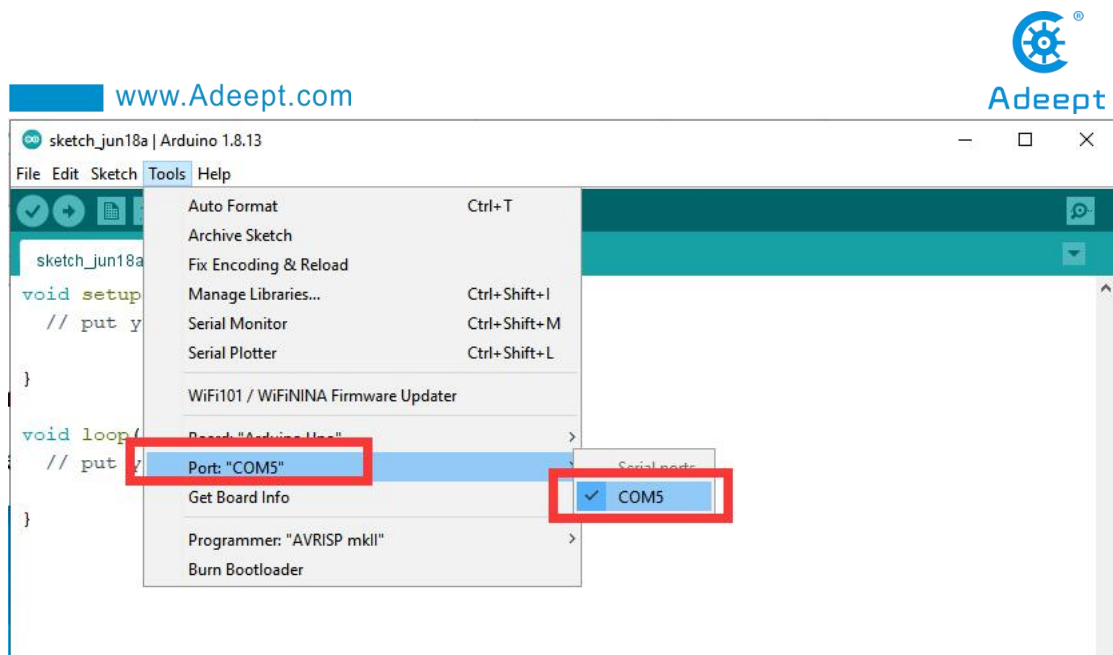 ®
Adeept
www.Adeept.com
sketch_jun18a | Arduino 1.8.13
File Edit Sketch Tools Help
sketch_jun18a
Auto Format Ctrl+T
Archive Sketch
Fix Encoding & Reload
Manage Libraries... Ctrl+Shift+I
Serial Monitor Ctrl+Shift+M
Serial Plotter Ctrl+Shift+L
WiFi101 / WiFiNINA Firmware Updater
Board: "Arduino Uno"
Port: "COM5"
Get Board Info
Programmer: "AVRISP mkII"
Burn Bootloader
Serial ports
COM5
void setup
// put y
}
void loop(
// put y
}